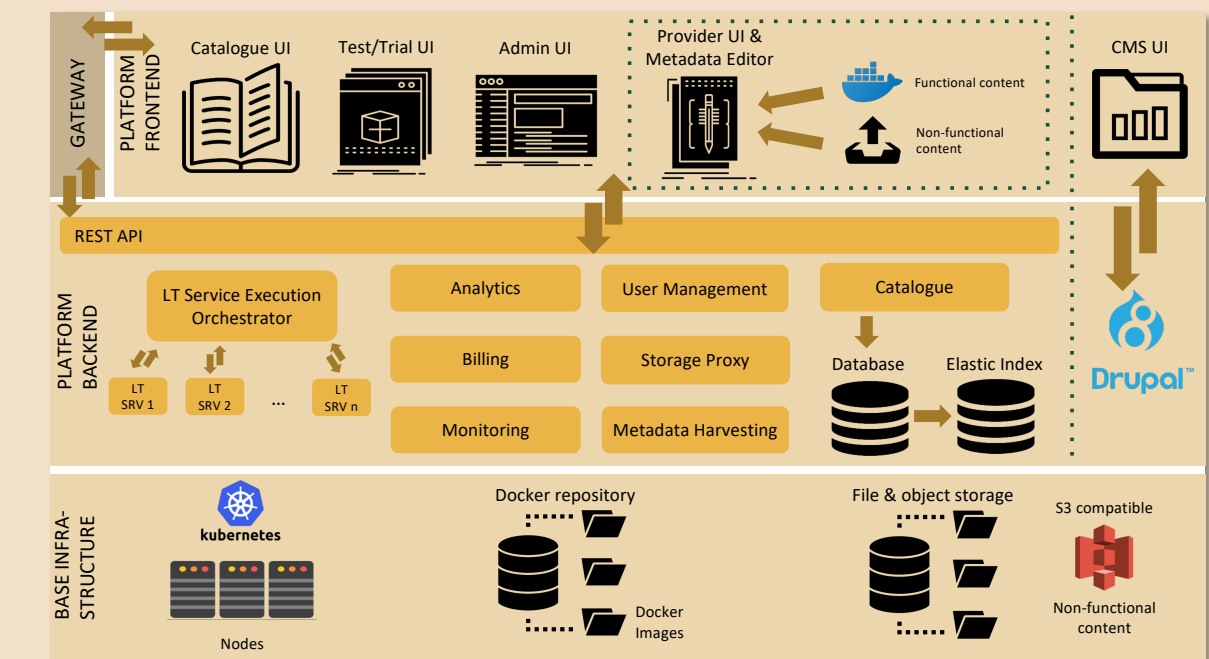 GATEWAY
PLATFORM
FRONTEND
Catalogue UI
Test/Trial UI
Admin UI
Provider UI &
Metadata Editor
Functional content
Non-functional
content
CMS UI
REST API
PLATFORM
BACKEND
LT Service Execution
Orchestrator
LT
SRV 1
LT
SRV 2
...
LT
SRV n
Analytics
User Management
Catalogue
Billing
Storage Proxy
Database
Elastic Index
Monitoring
Metadata Harvesting
Drupal™
BASE INFRA-
STRUCTURE
kubernetes
Nodes
Docker repository
Docker
Images
File & object storage
S3 compatible
Non-functional
content